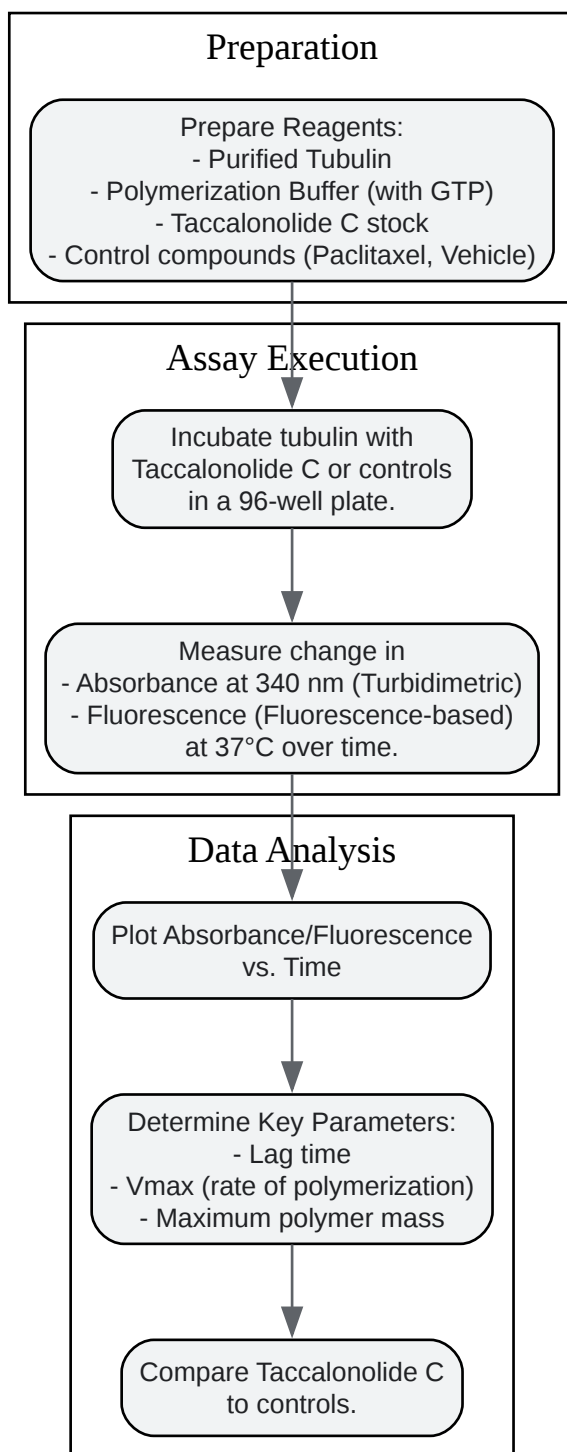 Preparation
Prepare Reagents:
- Purified Tubulin
- Polymerization Buffer (with GTP)
- Taccalonolide C stock
- Control compounds (Paclitaxel, Vehicle)
Assay Execution
Incubate tubulin with
Taccalonolide C or controls
in a 96-well plate.
Measure change in
- Absorbance at 340 nm (Turbidimetric)
- Fluorescence (Fluorescence-based)
at 37°C over time.
Data Analysis
Plot Absorbance/Fluorescence
vs. Time
Determine Key Parameters:
- Lag time
- Vmax (rate of polymerization)
- Maximum polymer mass
Compare Taccalonolide C
to controls.